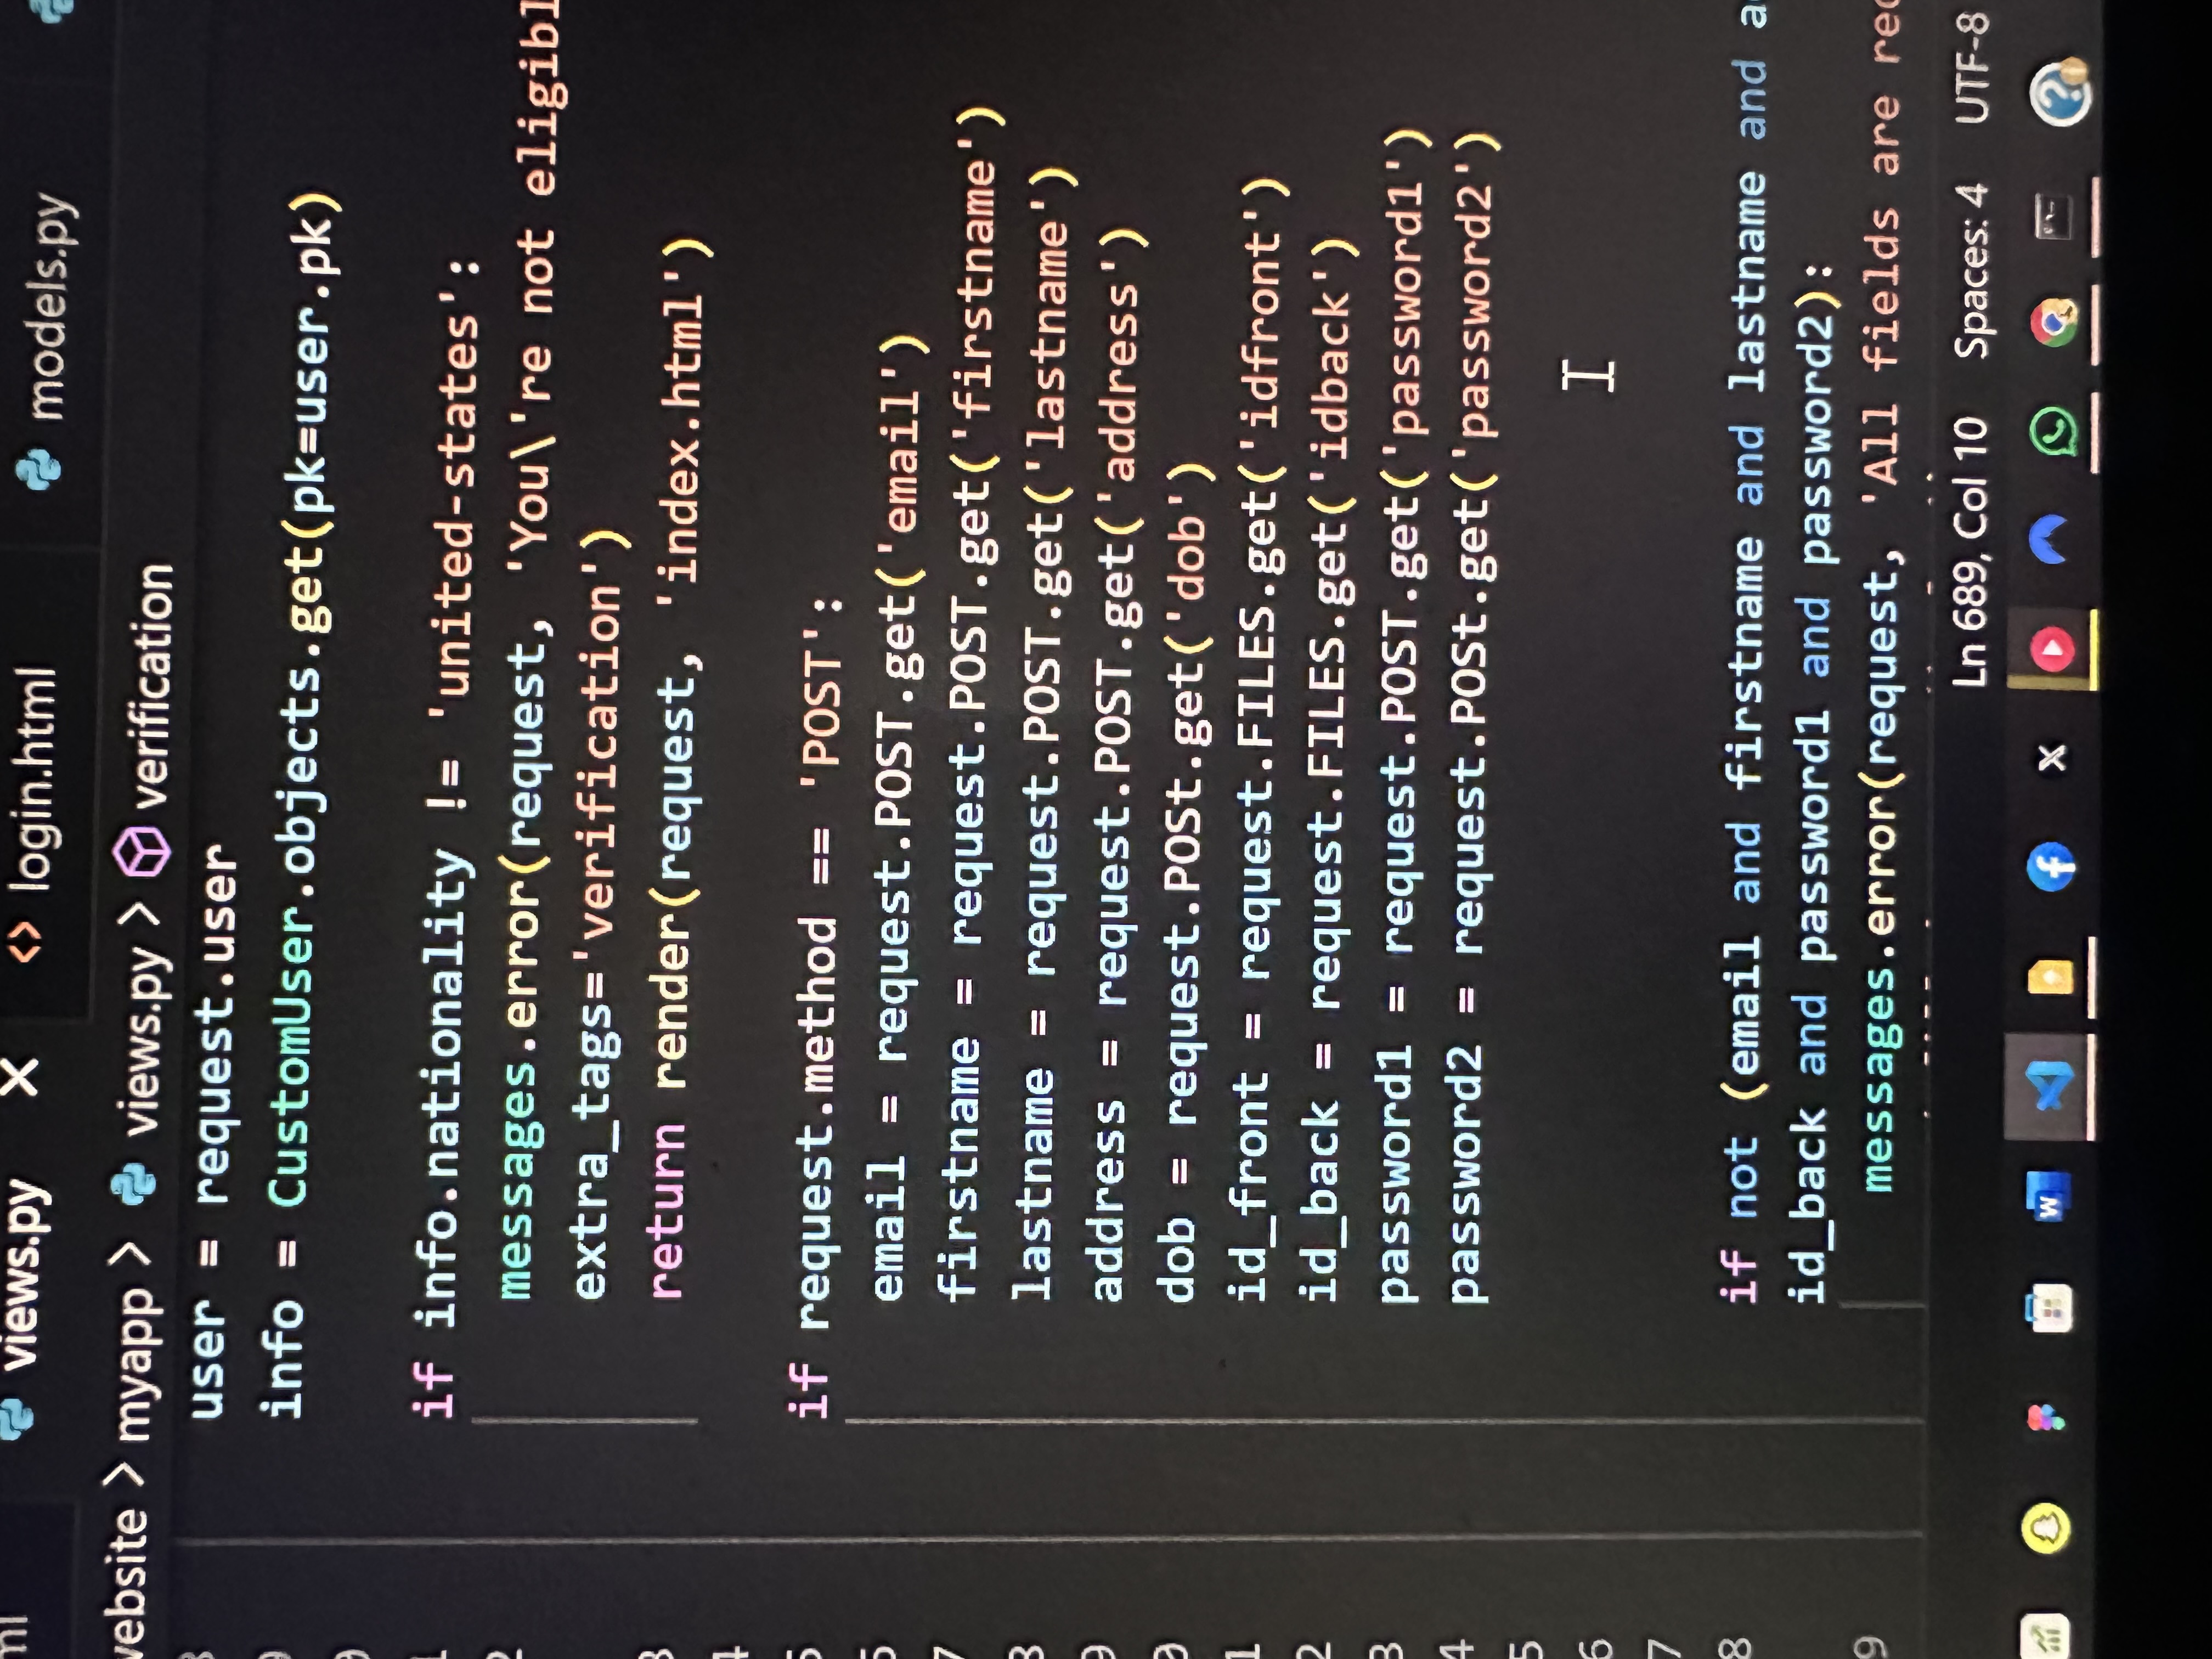 views.py × <> login.html models.py
myapp > views.py > verification
user = request.user
info = CustomUser.objects.get(pk=user.pk)
if info.nationality != 'united-states':
messages.error(request, 'You\'re not
extra_tags='verification')
return render(request, 'index.html')
if request.method == 'POST':
email = request.POST.get('email')
firstname = request.POST.get('firstname')
lastname = request.POST.get('lastname')
address = request.POST.get('address')
dob = request.POSt.get('dob')
id_front = request.FILES.get('idfront')
id_back = request.FILES.get('idback')
password1 = request.POST.get('password1')
password2 = request.POSt.get('password2')
if not (email and firstname and lastname and
id_back and password1 and password2):
messages.error(request, 'All fields are
Ln 689, Col 10 Spaces: 4 UTF-8